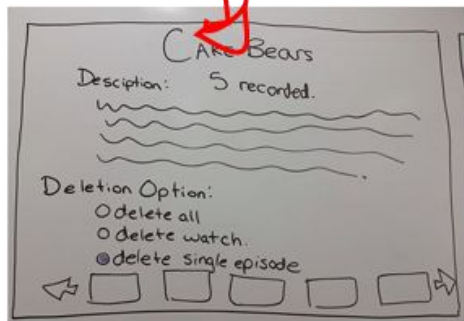 CARE Bears
Desciption: 5 recorded.
Deletion Option:
delete all
delete watch.
delete single episode